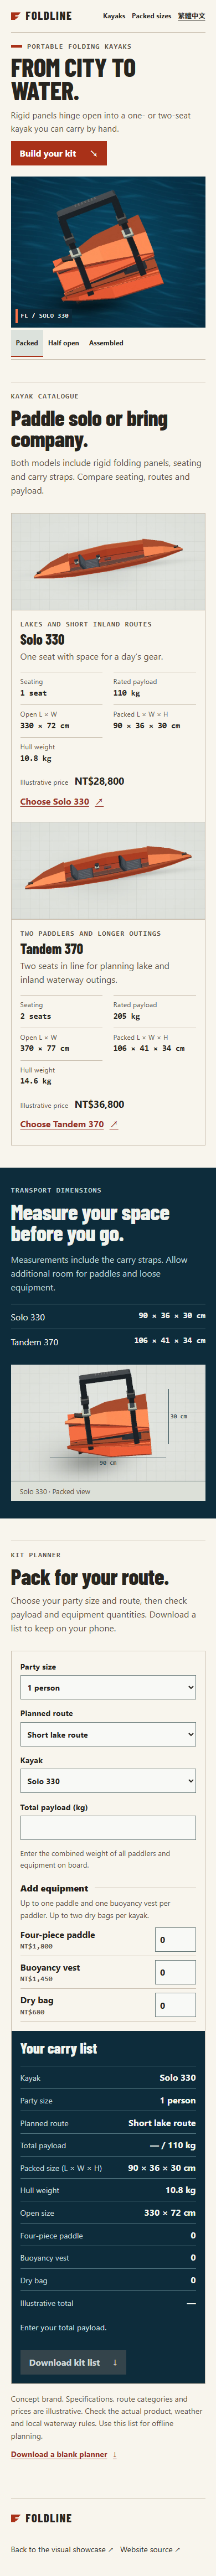 FOLDLINE
Kayaks Packed sizes 繁體中文
PORTABLE FOLDING KAYAKS
FROM CITY TO
WATER.
Rigid panels hinge open into a one- or two-seat
kayak you can carry by hand.
Build your kit ↘
FL / SOLO 330
Packed Half open Assembled
KAYAK CATALOGUE
Paddle solo or bring
company.
Both models include rigid folding panels, seating
and carry straps. Compare seating, routes and
payload.
LAKES AND SHORT INLAND ROUTES
Solo 330
One seat with space for a day's gear.
Seating Rated payload
1 seat 110 kg
Open L × W Packed L × W × H
330 × 72 cm 90 × 36 × 30 cm
Hull weight
10.8 kg
Illustrative price NT$28,800
Choose Solo 330 ↗
TWO PADDLERS AND LONGER OUTINGS
Tandem 370
Two seats in line for planning lake and
inland waterway outings.
Seating Rated payload
2 seats 205 kg
Open L × W Packed L × W × H
370 × 77 cm 106 × 41 × 34 cm
Hull weight
14.6 kg
Illustrative price NT$36,800
Choose Tandem 370 ↗
TRANSPORT DIMENSIONS
Measure your space
before you go.
Measurements include the carry straps. Allow
additional room for paddles and loose
equipment.
Solo 330 90 × 36 × 30 cm
Tandem 370 106 × 41 × 34 cm
30 cm
90 cm
Solo 330 · Packed view
KIT PLANNER
Pack for your route.
Choose your party size and route, then check
payload and equipment quantities. Download a
list to keep on your phone.
Party size
1 person
Planned route
Short lake route
Kayak
Solo 330
Total payload (kg)
Enter the combined weight of all paddlers and
equipment on board.
Add equipment
Up to one paddle and one buoyancy vest per
paddler. Up to two dry bags per kayak.
Four-piece paddle 0
NT$1,800
Buoyancy vest 0
NT$1,450
Dry bag 0
NT$680
Your carry list
Kayak Solo 330
Party size 1 person
Planned route Short lake route
Total payload — / 110 kg
Packed size (L × W × H) 90 × 36 × 30 cm
Hull weight 10.8 kg
Open size 330 × 72 cm
Four-piece paddle 0
Buoyancy vest 0
Dry bag 0
Illustrative total —
Enter your total payload.
Download kit list ↓
Concept brand. Specifications, route categories and
prices are illustrative. Check the actual product, weather
and local waterway rules. Use this list for offline
planning.
Download a blank planner ↓
FOLDLINE
Back to the visual showcase ↗ Website source ↗